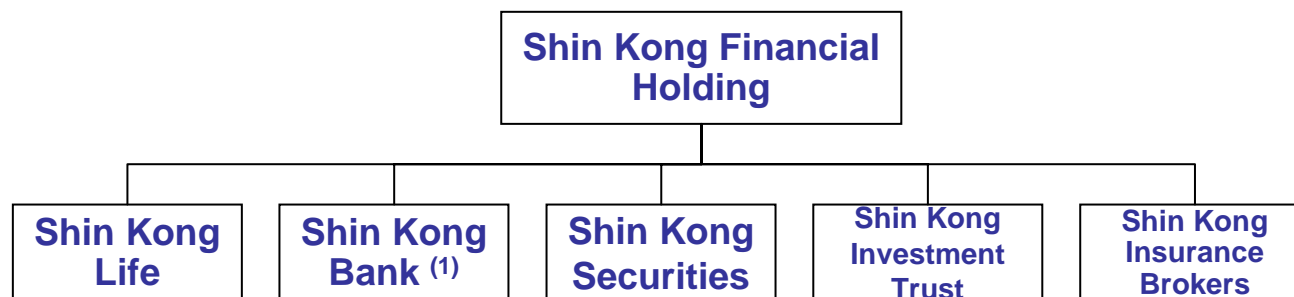 Shin Kong Financial
Holding
Shin Kong
Life
Shin Kong
Bank (1)
Shin Kong
Securities
Shin Kong
Investment
Trust
Shin Kong
Insurance
Brokers